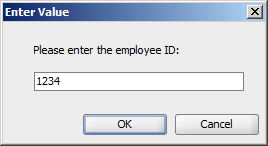 Enter Value
Please enter the employee ID:
1234
OK Cancel